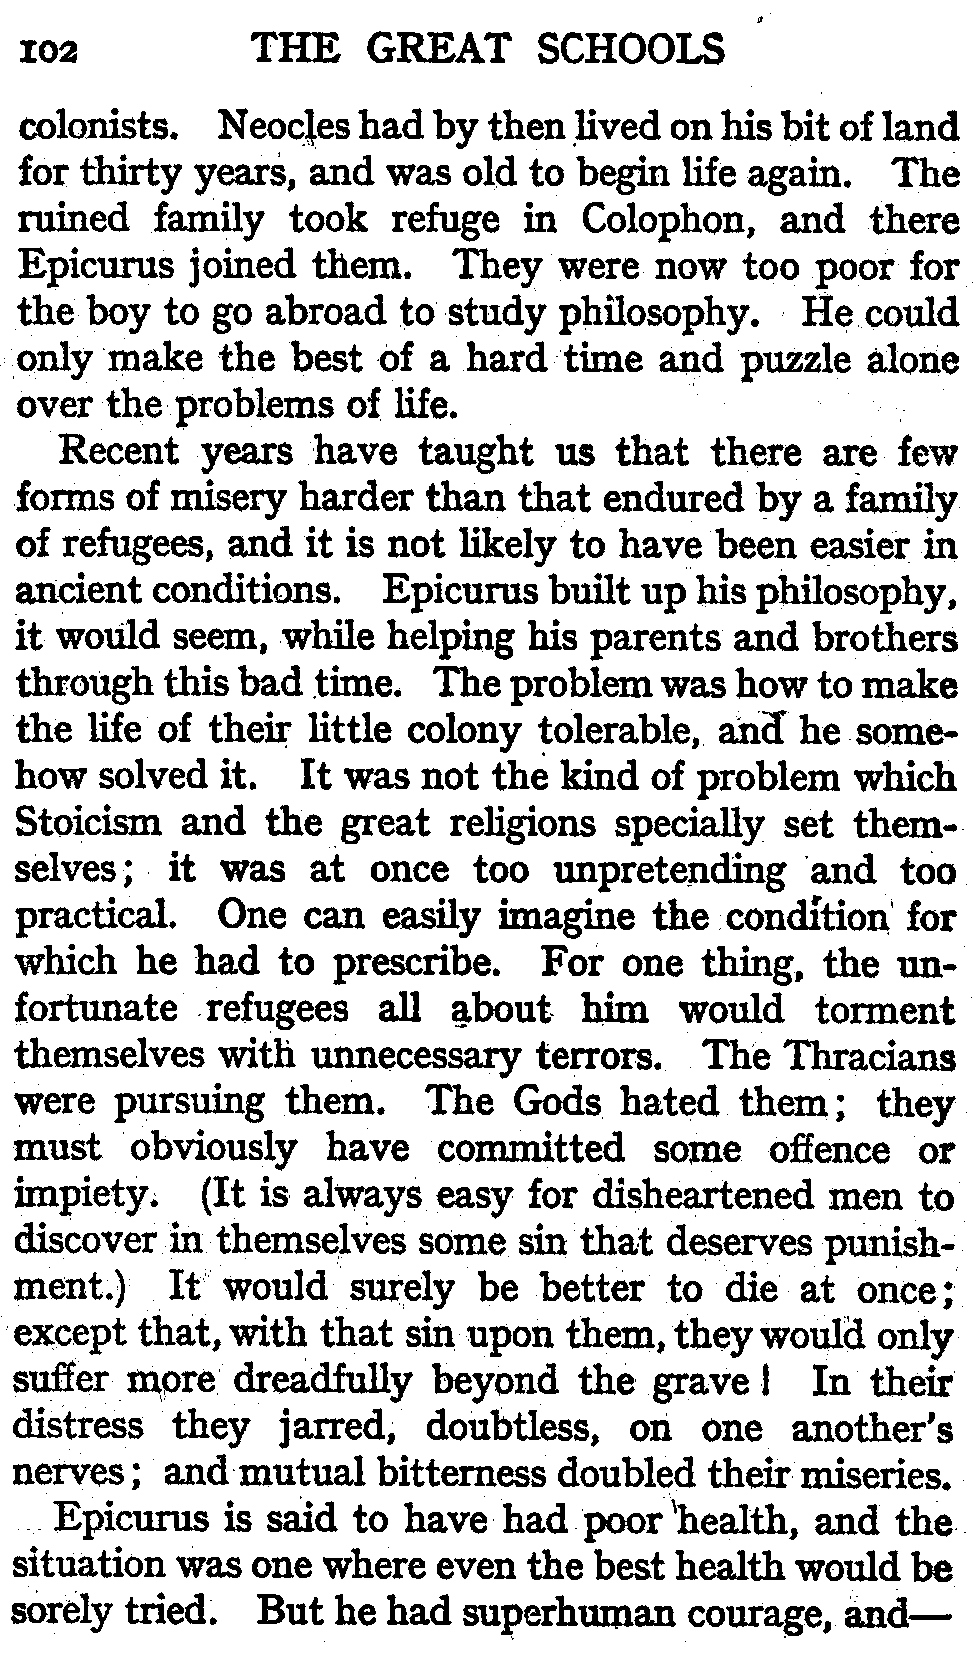 102 THE GREAT SCHOOLS
colonists. Neocles had by then lived on his bit of land
for thirty years, and was old to begin life again. The
ruined family took refuge in Colophon, and there
Epicurus joined them. They were now too poor for
the boy to go abroad to study philosophy. He could
only make the best of a hard time and puzzle alone
over the problems of life.
Recent years have taught us that there are few
forms of misery harder than that endured by a family
of refugees, and it is not likely to have been easier in
ancient conditions. Epicurus built up his philosophy,
it would seem, while helping his parents and brothers
through this bad time. The problem was how to make
the life of their little colony tolerable, and he some-
how solved it. It was not the kind of problem which
Stoicism and the great religions specially set them-
selves; it was at once too unpretending and too
practical. One can easily imagine the condition for
which he had to prescribe. For one thing, the un-
fortunate refugees all about him would torment
themselves with unnecessary terrors. The Thracians
were pursuing them. The Gods hated them; they
must obviously have committed some offence or
impiety. (It is always easy for disheartened men to
discover in themselves some sin that deserves punish-
ment.) It would surely be better to die at once;
except that, with that sin upon them, they would only
suffer more dreadfully beyond the grave! In their
distress they jarred, doubtless, on one another's
nerves; and mutual bitterness doubled their miseries.
Epicurus is said to have had poor health, and the
situation was one where even the best health would be
sorely tried. But he had superhuman courage, and—